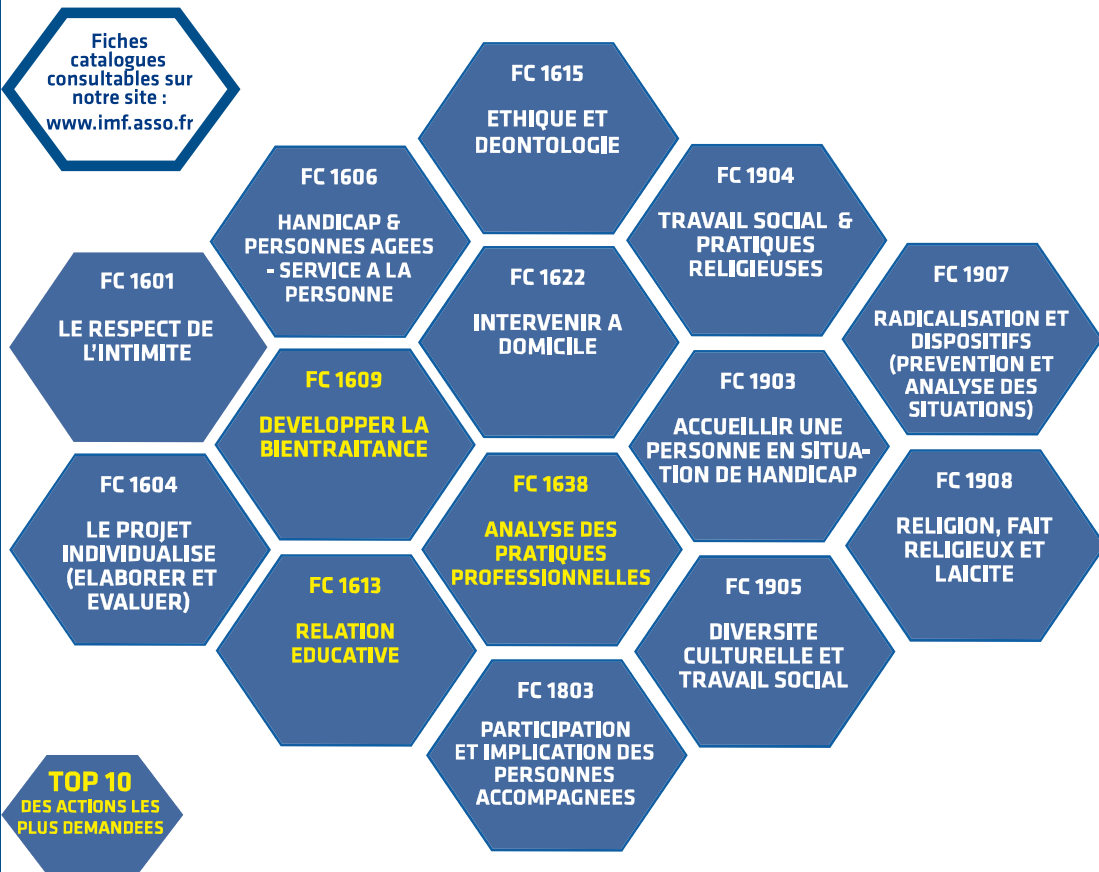 Fiches
catalogues
consultables sur
notre site :
www.imf.asso.fr
FC 1615
ETHIQUE ET
DEONTOLOGIE
FC 1606
HANDICAP &
PERSONNES AGEES
- SERVICE A LA
PERSONNE
FC 1904
TRAVAIL SOCIAL &
PRATIQUES
RELIGIEUSES
FC 1601
LE RESPECT DE
L'INTIMITE
FC 1622
INTERVENIR A
DOMICILE
FC 1907
RADICALISATION ET
DISPOSITIFS
(PREVENTION ET
ANALYSE DES
SITUATIONS)
FC 1609
DEVELOPPER LA
BIENTRAITANCE
FC 1903
ACCUEILLIR UNE
PERSONNE EN SITUA-
TION DE HANDICAP
FC 1604
LE PROJET
INDIVIDUALISE
(ELABORER ET
EVALUER)
FC 1638
ANALYSE DES
PRATIQUES
PROFESSIONNELLES
FC 1908
RELIGION, FAIT
RELIGIEUX ET
LAICITE
FC 1613
RELATION
EDUCATIVE
FC 1905
DIVERSITE
CULTURELLE ET
TRAVAIL SOCIAL
FC 1803
PARTICIPATION
ET IMPLICATION DES
PERSONNES
ACCOMPAGNEES
TOP 10
DES ACTIONS LES
PLUS DEMANDEES